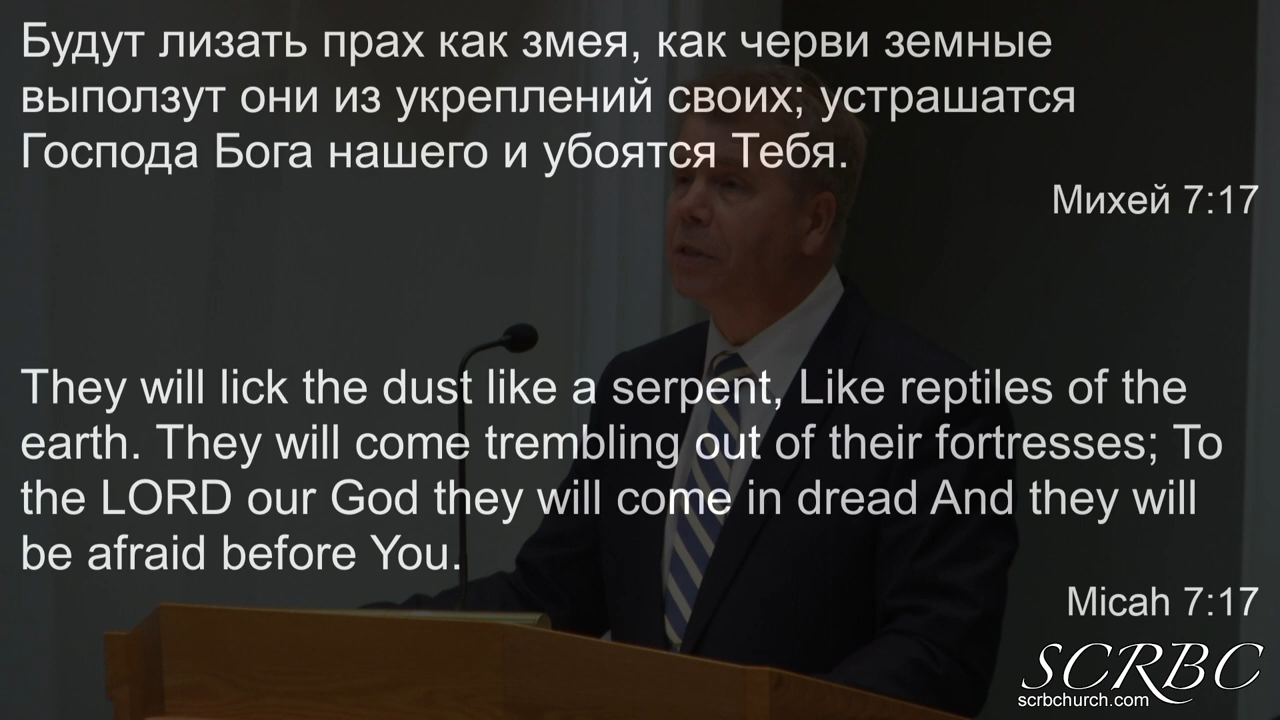 Будут лизать прах как змея, как черви земные
выползут они из укреплений своих; устрашатся
Господа Бога нашего и убоятся Тебя.
Михей 7:17
They will lick the dust like a serpent, Like reptiles of the
earth. They will come trembling out of their fortresses; To
the LORD our God they will come in dread And they will
be afraid before You.
Micah 7:17
SCRBC
scrbchurch.com